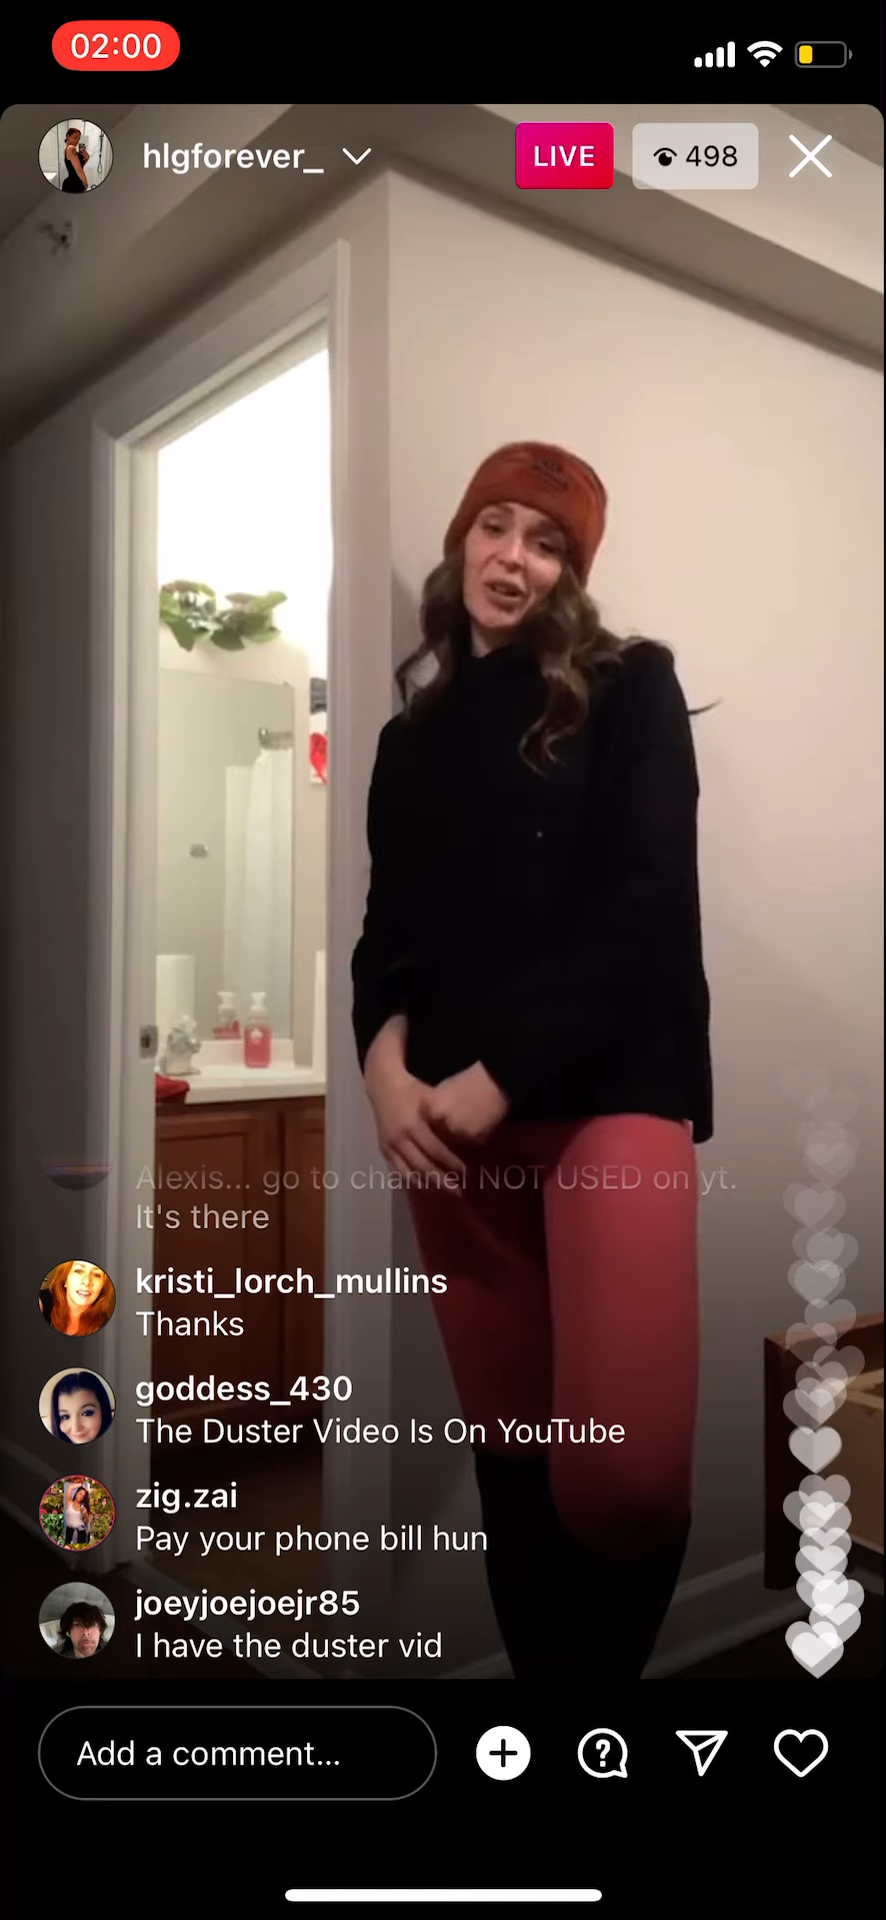 02:00
hlgforever_
LIVE
498
Alexis... go to channel NOT USED on yt.
It's there
kristi_lorch_mullins
Thanks
goddess_430
The Duster Video Is On YouTube
zig.zai
Pay your phone bill hun
joeyjoejoejr85
I have the duster vid
Add a comment...